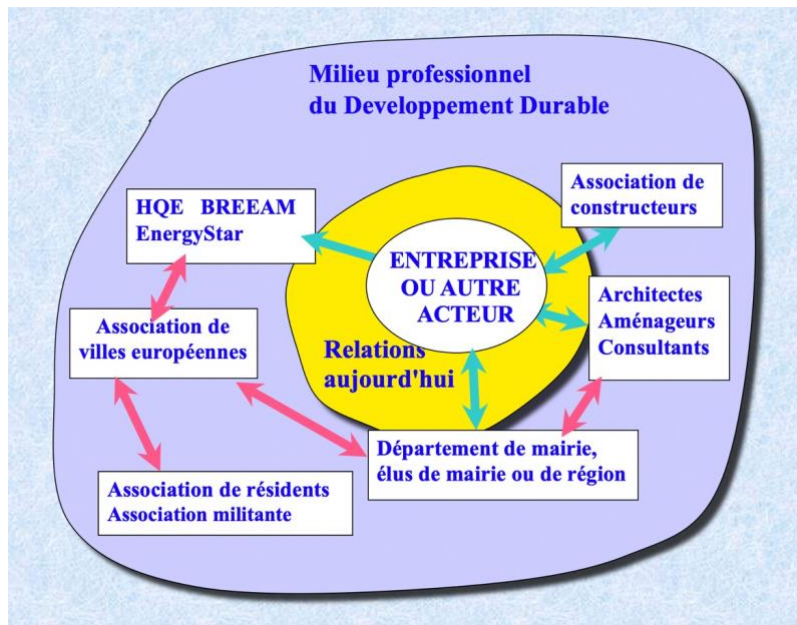 Milieu professionnel
du Developpement Durable
HQE BREEAM
EnergyStar
Association de
constructeurs
ENTREPRISE
OU AUTRE
ACTEUR
Architectes
Aménageurs
Consultants
Association de
villes européennes
Relations
aujourd'hui
Département de mairie,
élus de mairie ou de région
Association de résidents
Association militante